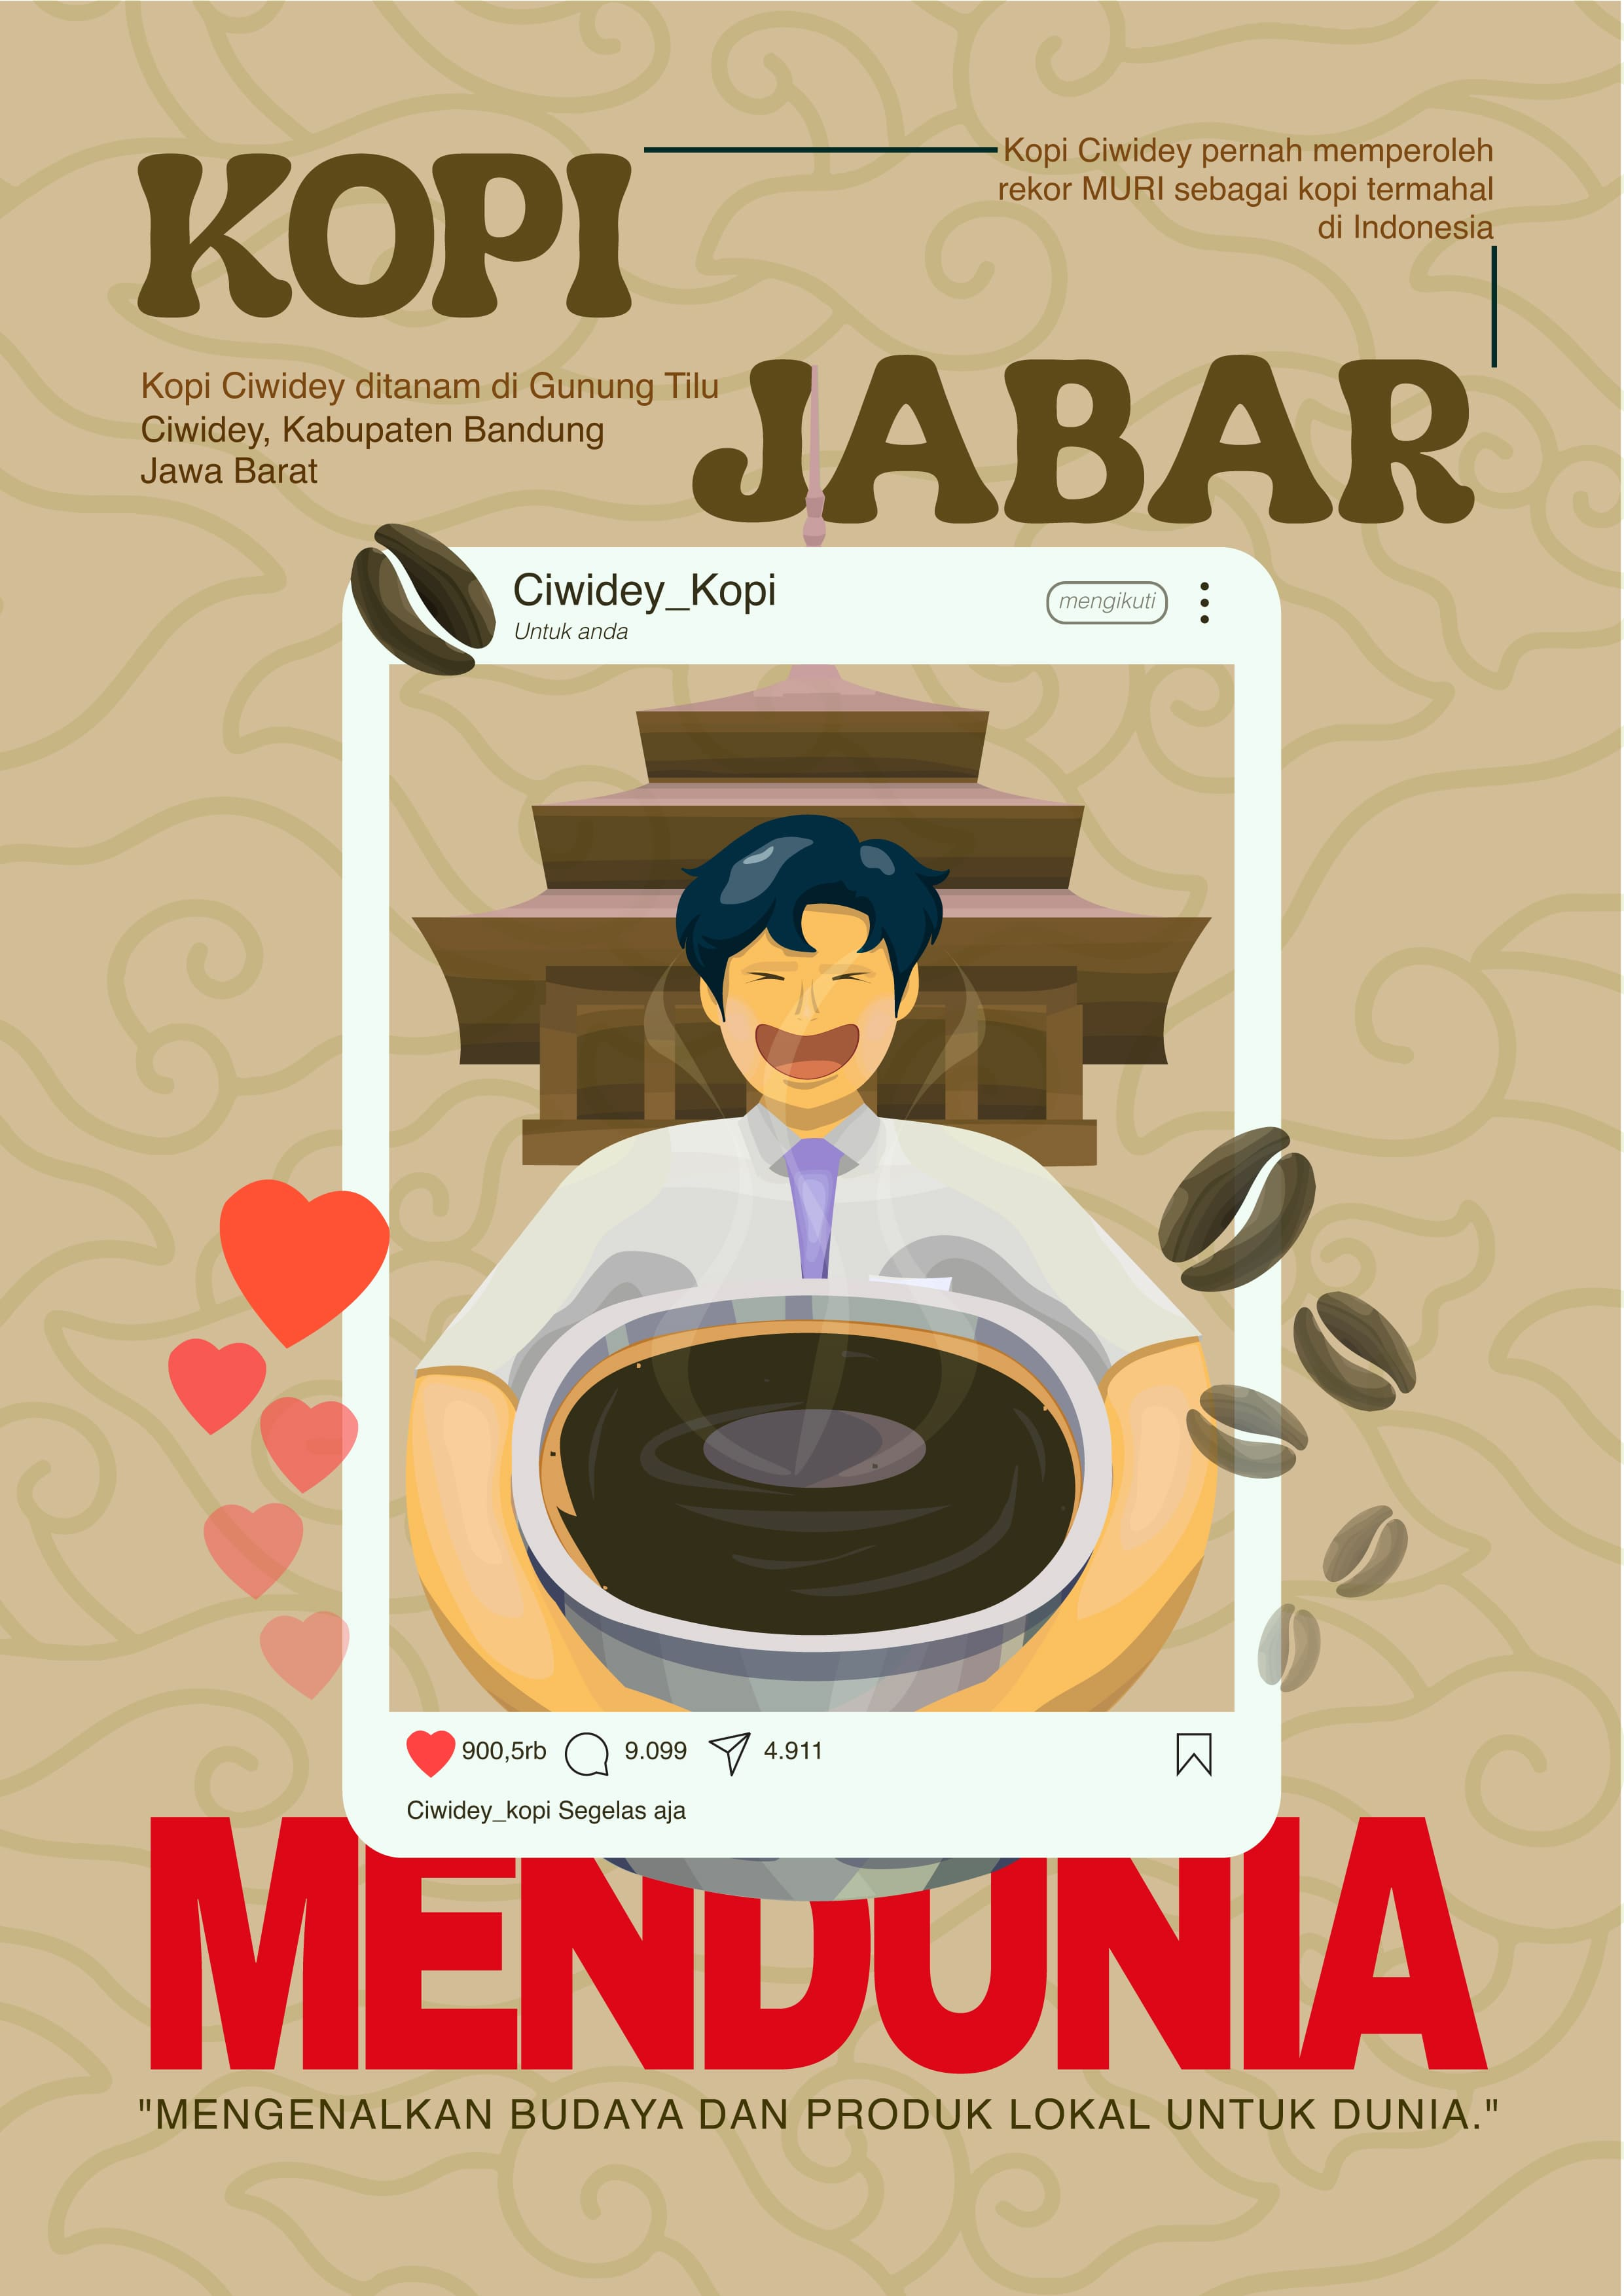 KOPI
Kopi Ciwidey pernah memperoleh
rekor MURI sebagai kopi termahal
di Indonesia
JABAR
Kopi Ciwidey ditanam di Gunung Tilu
Ciwidey, Kabupaten Bandung
Jawa Barat
Ciwidey_Kopi
Untuk anda
mengikuti
900,5rb 9.099 4.911
Ciwidey_kopi Segelas aja
MENDUNIA
"MENGENALKAN BUDAYA DAN PRODUK LOKAL UNTUK DUNIA."